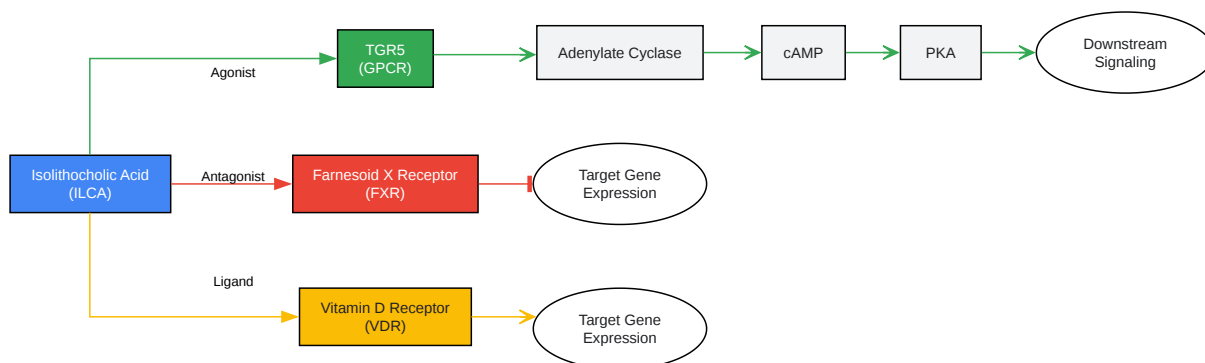 TGR5
(GPCR)
Agonist
Adenylate Cyclase
cAMP
PKA
Downstream
Signaling
Isolithocholic Acid
(ILCA)
Antagonist
Farnesoid X Receptor
(FXR)
Target Gene
Expression
Ligand
Vitamin D Receptor
(VDR)
Target Gene
Expression